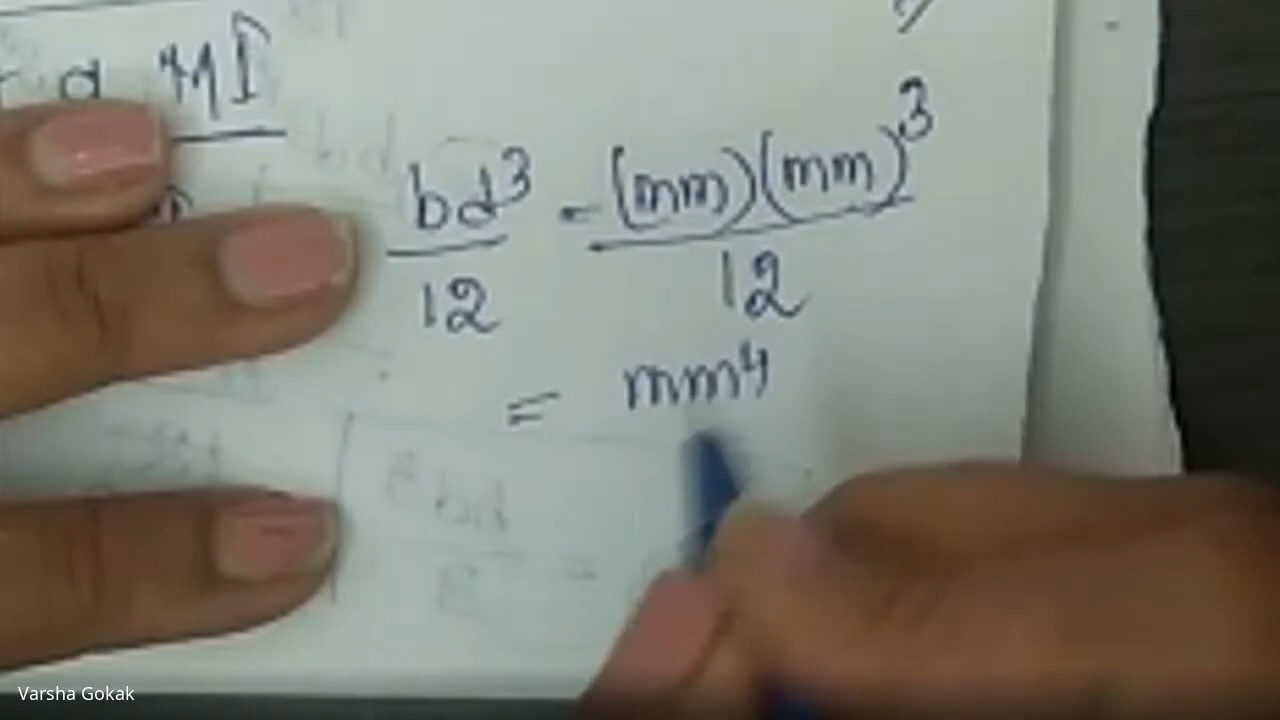 a MI
bd³/12 = (mm)(mm)³/12
= mm⁴
Varsha Gokak